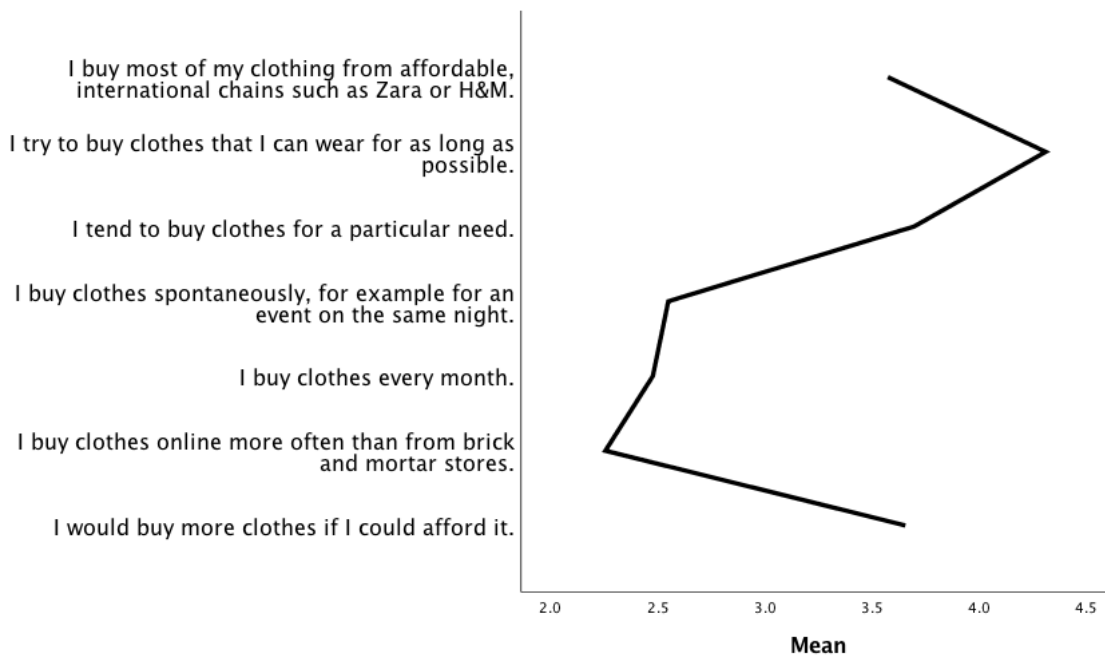 I buy most of my clothing from affordable,
international chains such as Zara or H&M.
I try to buy clothes that I can wear for as long as
possible.
I tend to buy clothes for a particular need.
I buy clothes spontaneously, for example for an
event on the same night.
I buy clothes every month.
I buy clothes online more often than from brick
and mortar stores.
I would buy more clothes if I could afford it.
2.0 2.5 3.0 3.5 4.0 4.5
Mean